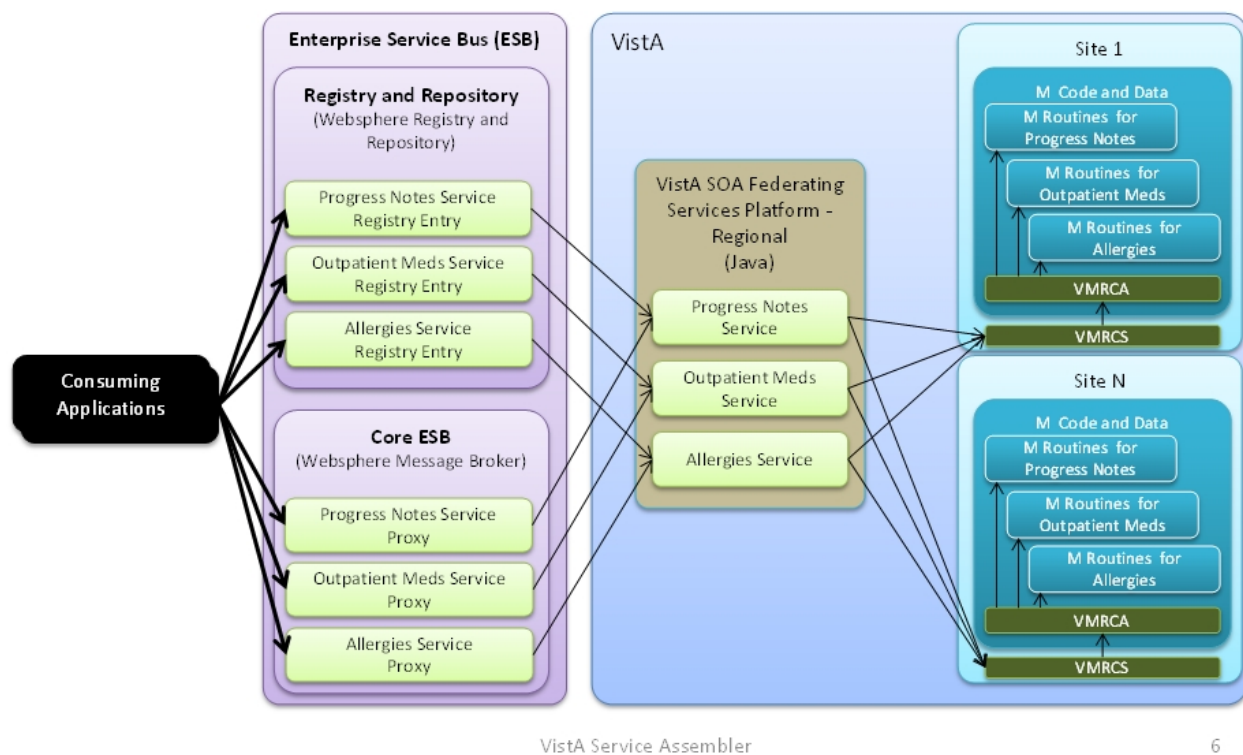 Consuming
Applications
Enterprise Service Bus (ESB)
Registry and Repository
(Websphere Registry and
Repository)
Progress Notes Service
Registry Entry
Outpatient Meds Service
Registry Entry
Allergies Service
Registry Entry
Core ESB
(Websphere Message Broker)
Progress Notes Service
Proxy
Outpatient Meds Service
Proxy
Allergies Service
Proxy
VistA
VistA SOA Federating
Services Platform -
Regional
(Java)
Progress Notes
Service
Outpatient Meds
Service
Allergies Service
Site 1
M Code and Data
M Routines for
Progress Notes
M Routines for
Outpatient Meds
M Routines for
Allergies
VMRCA
VMRCS
Site N
M Code and Data
M Routines for
Progress Notes
M Routines for
Outpatient Meds
M Routines for
Allergies
VMRCA
VMRCS
VistA Service Assembler
6